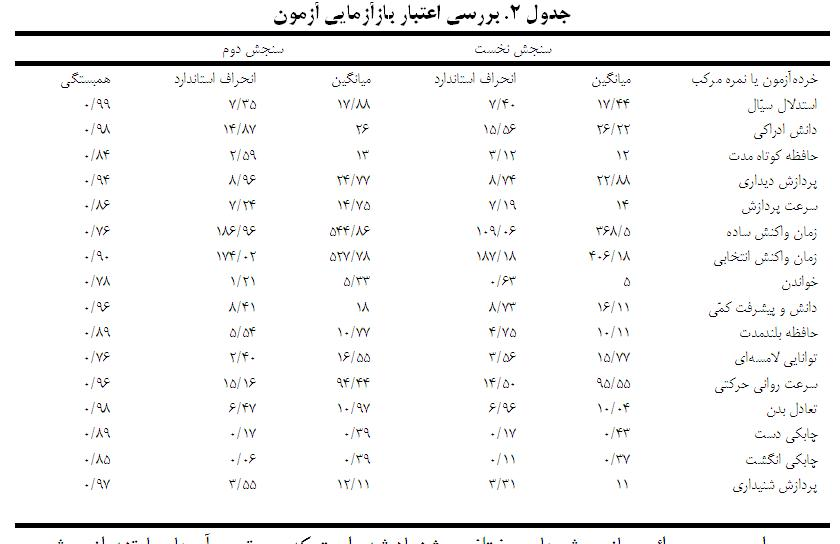 جدول ۲. بررسی اعتبار بازآزمایی آزمون
سنجش نخست سنجش دوم
خرده‌آزمون یا نمره مرکب میانگین انحراف استاندارد میانگین انحراف استاندارد همبستگی
استدلال سیّال ۱۷/۴۴ ۷/۴۰ ۱۷/۸۸ ۷/۳۵ ۰/۹۹
دانش ادراکی ۲۶/۲۲ ۱۵/۵۶ ۲۶ ۱۴/۸۷ ۰/۹۸
حافظه کوتاه مدت ۱۲ ۳/۱۲ ۱۳ ۲/۵۹ ۰/۸۴
پردازش دیداری ۲۲/۸۸ ۸/۷۴ ۲۴/۷۷ ۸/۹۶ ۰/۹۴
سرعت پردازش ۱۴ ۷/۱۹ ۱۴/۷۵ ۷/۲۴ ۰/۸۶
زمان واکنش ساده ۳۶۸/۵ ۱۰۹/۰۶ ۵۴۴/۸۶ ۱۸۶/۹۶ ۰/۷۶
زمان واکنش انتخابی ۴۰۶/۱۸ ۱۸۷/۱۸ ۵۲۷/۷۸ ۱۷۴/۰۲ ۰/۹۰
خواندن ۵ ۰/۶۳ ۵/۳۳ ۱/۲۱ ۰/۷۸
دانش و پیشرفت کمّی ۱۶/۱۱ ۸/۷۳ ۱۸ ۸/۴۱ ۰/۹۶
حافظه بلندمدت ۱۰/۱۱ ۴/۷۵ ۱۰/۷۷ ۵/۵۴ ۰/۸۹
توانایی لامسه‌ای ۱۵/۷۷ ۳/۵۶ ۱۶/۵۵ ۲/۴۰ ۰/۷۶
سرعت روانی حرکتی ۹۵/۵۵ ۱۴/۵۰ ۹۴/۴۴ ۱۵/۱۶ ۰/۹۶
تعادل بدن ۱۰/۰۴ ۶/۹۶ ۱۰/۹۷ ۶/۴۷ ۰/۹۸
چابکی دست ۰/۴۳ ۰/۱۷ ۰/۳۹ ۰/۱۷ ۰/۸۹
چابکی انگشت ۰/۳۷ ۰/۱۱ ۰/۳۹ ۰/۰۶ ۰/۸۵
پردازش شنیداری ۱۱ ۳/۳۱ ۱۲/۱۱ ۳/۵۵ ۰/۹۷